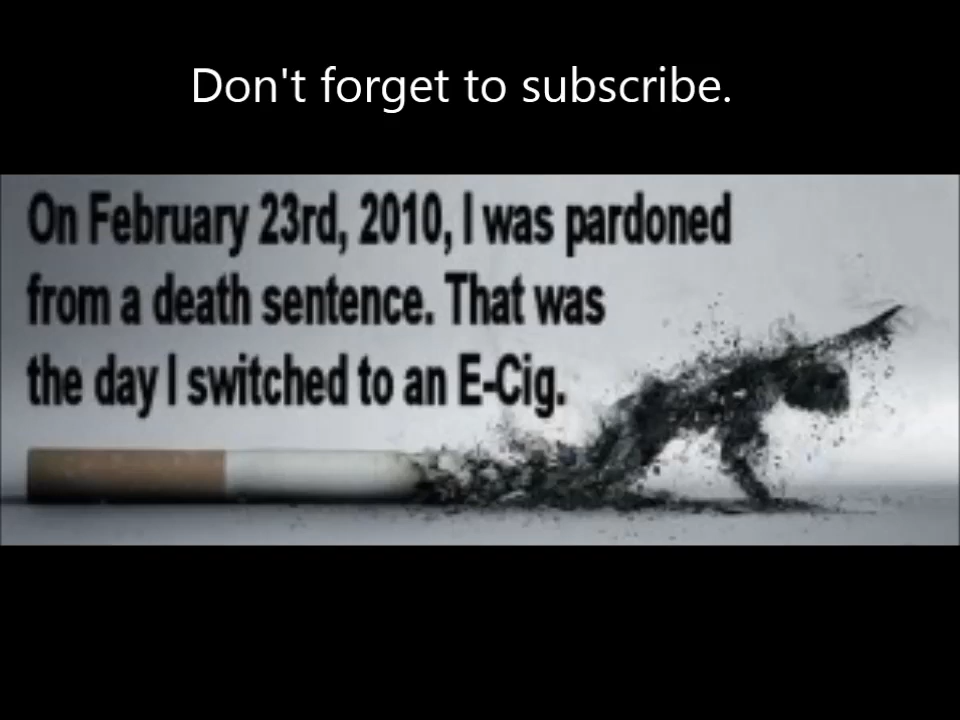 Don't forget to subscribe.
On February 23rd, 2010, I was pardoned
from a death sentence. That was
the day I switched to an E-Cig.